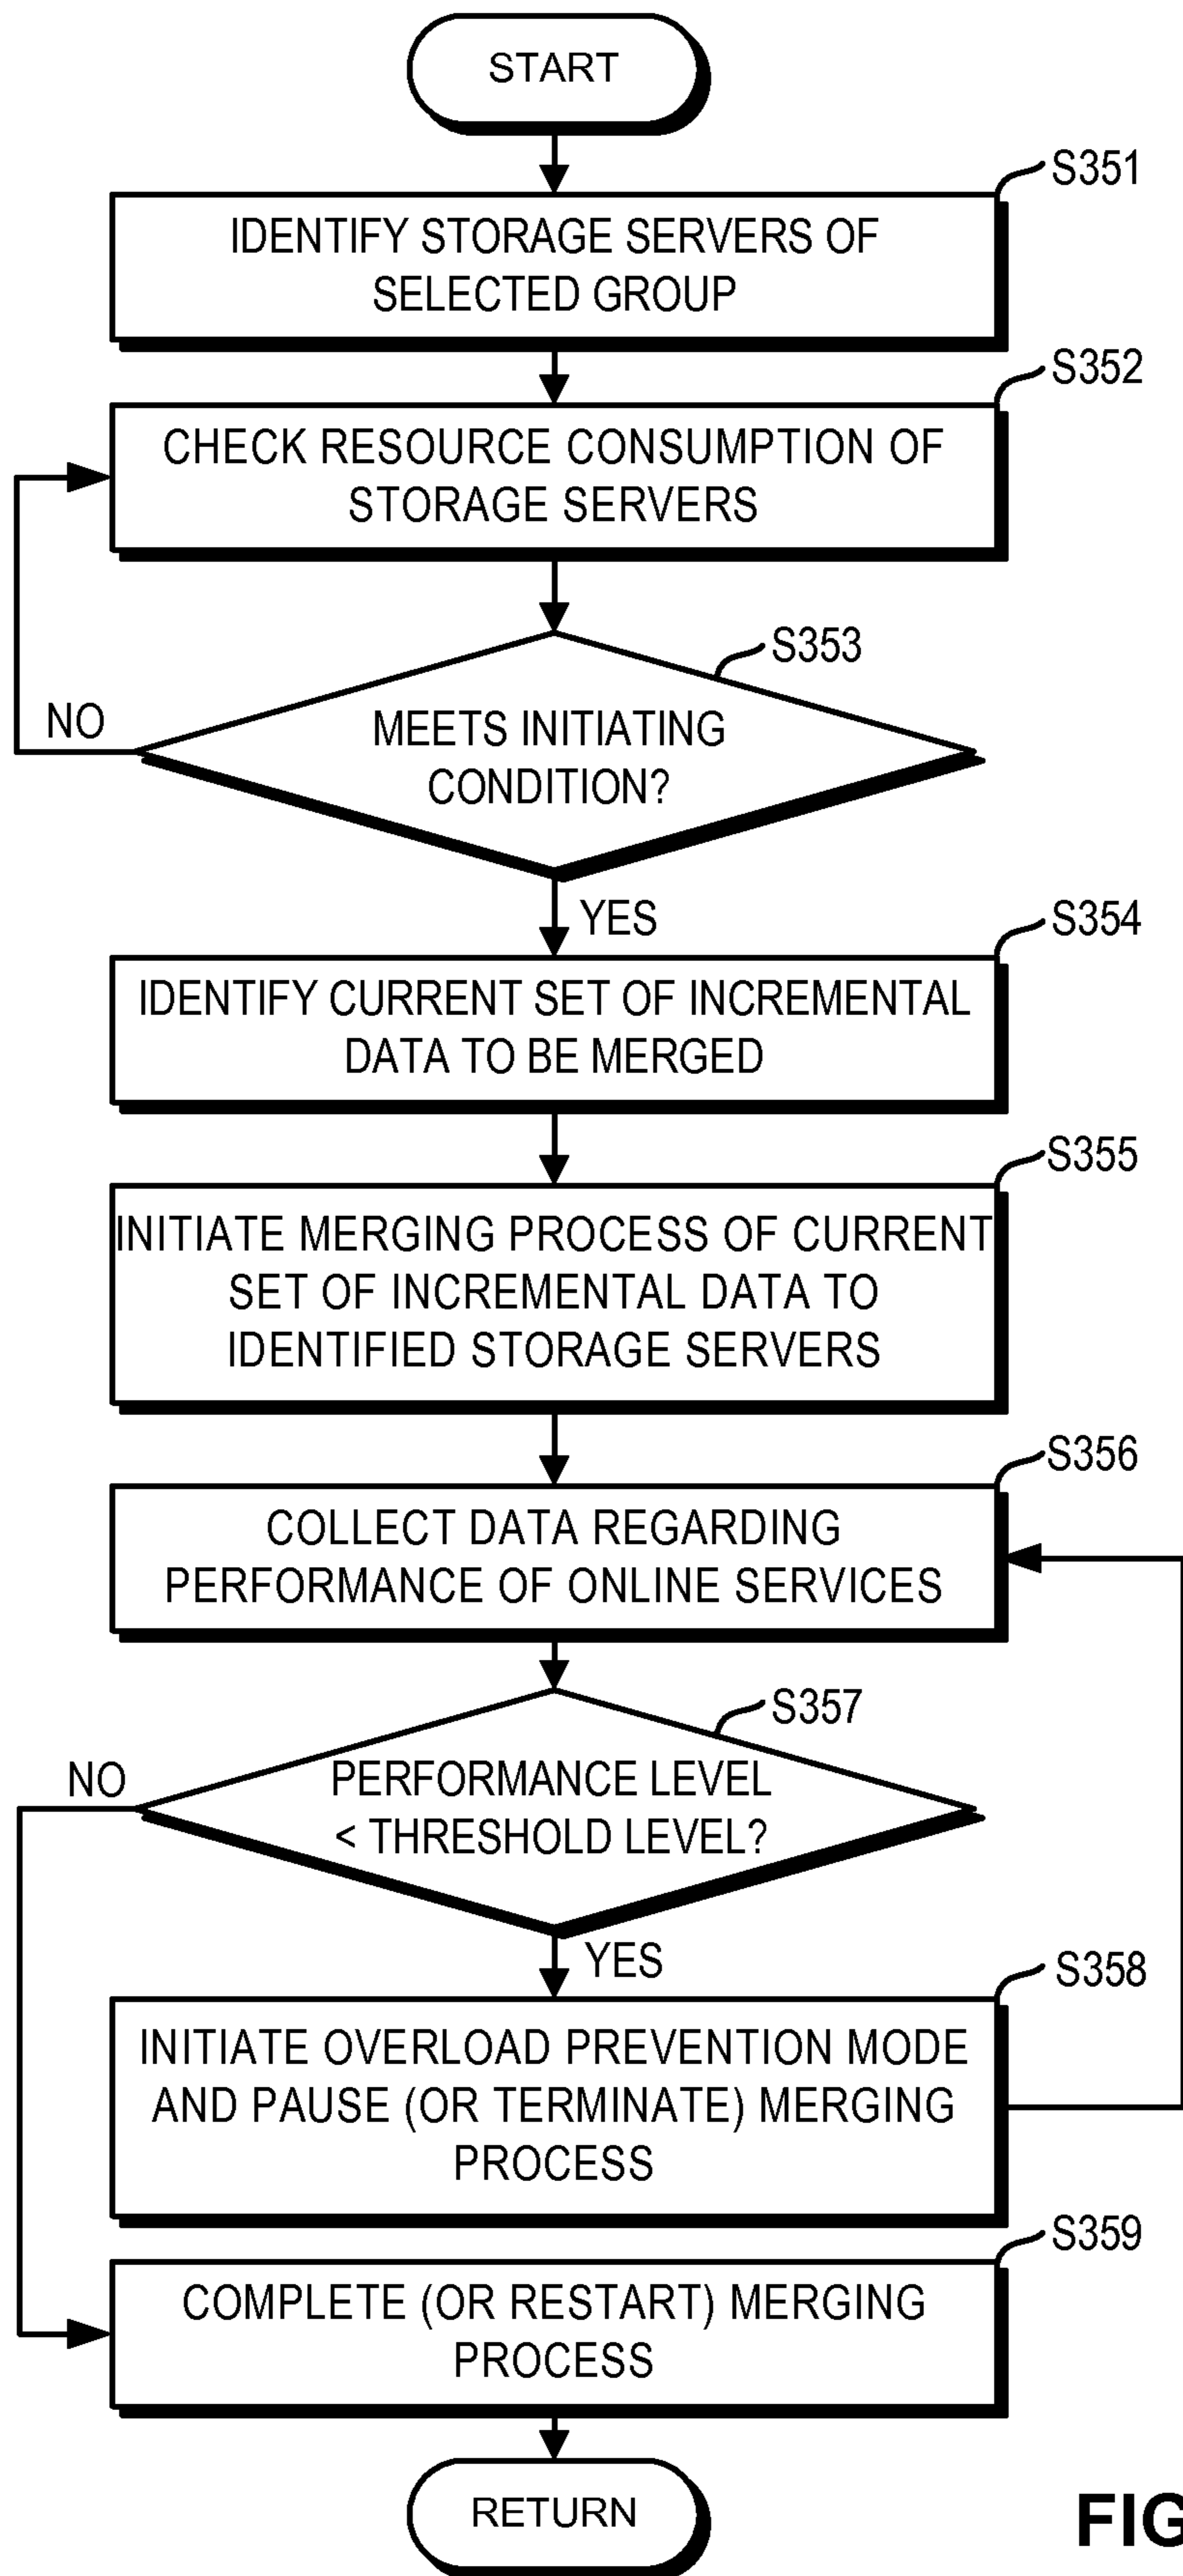 START
S351
IDENTIFY STORAGE SERVERS OF
SELECTED GROUP
S352
CHECK RESOURCE CONSUMPTION OF
STORAGE SERVERS
S353
NO
MEETS INITIATING
CONDITION?
YES
S354
IDENTIFY CURRENT SET OF INCREMENTAL
DATA TO BE MERGED
S355
INITIATE MERGING PROCESS OF CURRENT
SET OF INCREMENTAL DATA TO
IDENTIFIED STORAGE SERVERS
S356
COLLECT DATA REGARDING
PERFORMANCE OF ONLINE SERVICES
S357
NO
PERFORMANCE LEVEL
< THRESHOLD LEVEL?
YES
S358
INITIATE OVERLOAD PREVENTION MODE
AND PAUSE (OR TERMINATE) MERGING
PROCESS
S359
COMPLETE (OR RESTART) MERGING
PROCESS
RETURN
FIG